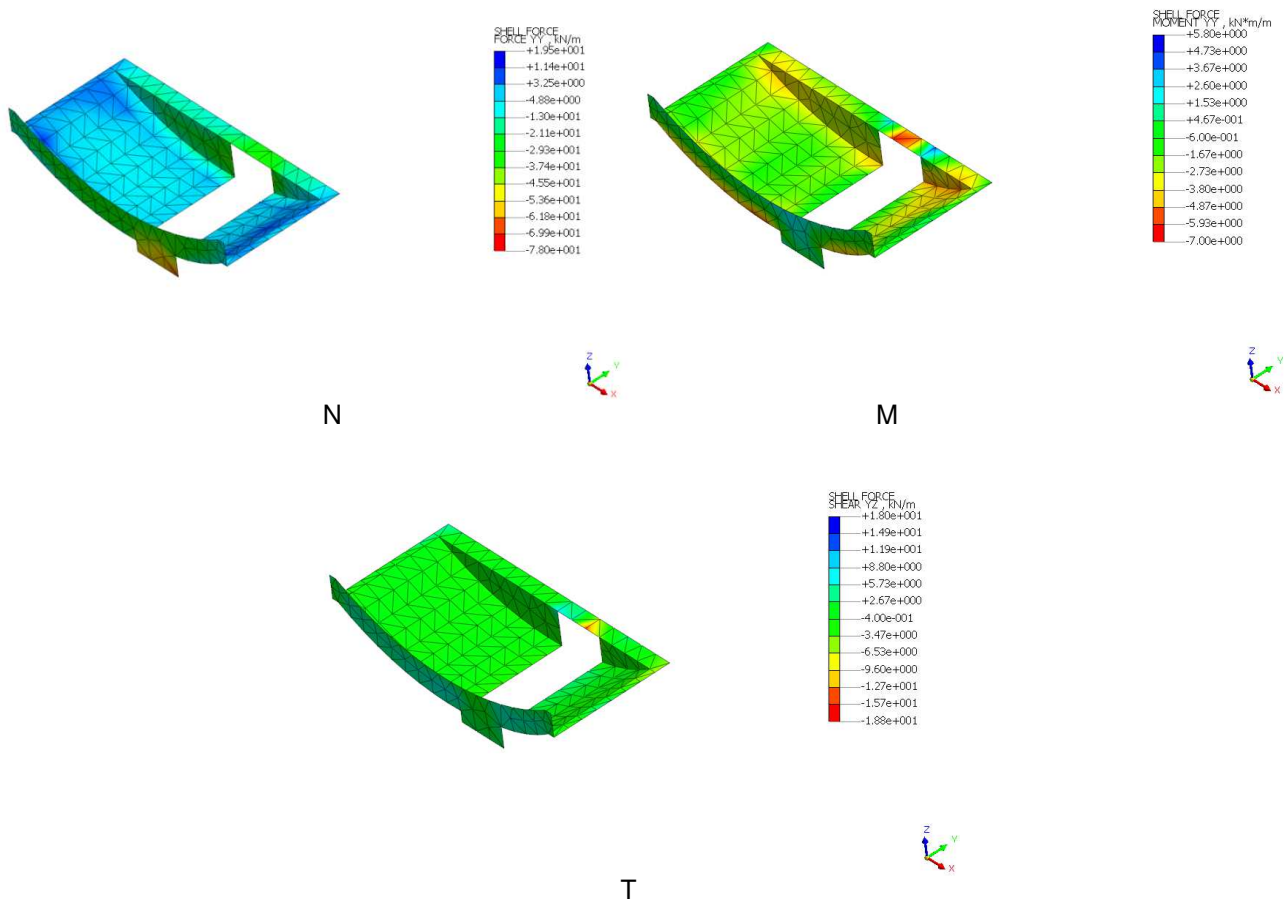 SHELL FORCE
FORCE YY , kN/m
+1.95e+001
+1.14e+001
+3.25e+000
-4.88e+000
-1.30e+001
-2.11e+001
-2.93e+001
-3.74e+001
-4.55e+001
-5.36e+001
-6.18e+001
-6.99e+001
-7.80e+001
Z
Y
X
N
SHELL FORCE
MOMENT YY , kN*m/m
+5.80e+000
+4.73e+000
+3.67e+000
+2.60e+000
+1.53e+000
+4.67e-001
-6.00e-001
-1.67e+000
-2.73e+000
-3.80e+000
-4.87e+000
-5.93e+000
-7.00e+000
Z
Y
X
M
SHELL FORCE
SHEAR YZ , kN/m
+1.80e+001
+1.49e+001
+1.19e+001
+8.80e+000
+5.73e+000
+2.67e+000
-4.00e-001
-3.47e+000
-6.53e+000
-9.60e+000
-1.27e+001
-1.57e+001
-1.88e+001
Z
Y
X
T